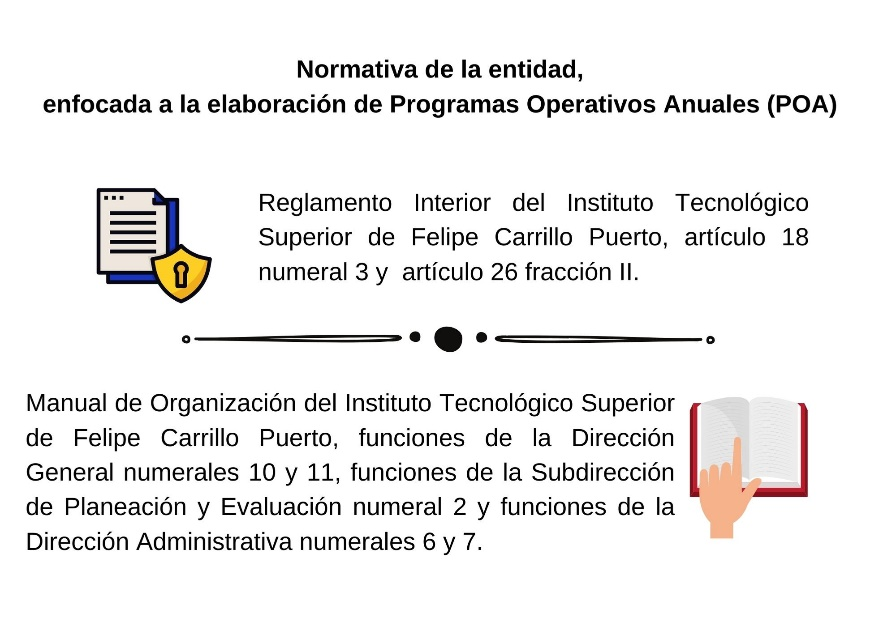 Normativa de la entidad,
enfocada a la elaboración de Programas Operativos Anuales (POA)
Reglamento Interior del Instituto Tecnológico
Superior de Felipe Carrillo Puerto, artículo 18
numeral 3 y  artículo 26 fracción II.
Manual de Organización del Instituto Tecnológico Superior
de Felipe Carrillo Puerto, funciones de la Dirección
General numerales 10 y 11, funciones de la Subdirección
de Planeación y Evaluación numeral 2 y funciones de la
Dirección Administrativa numerales 6 y 7.